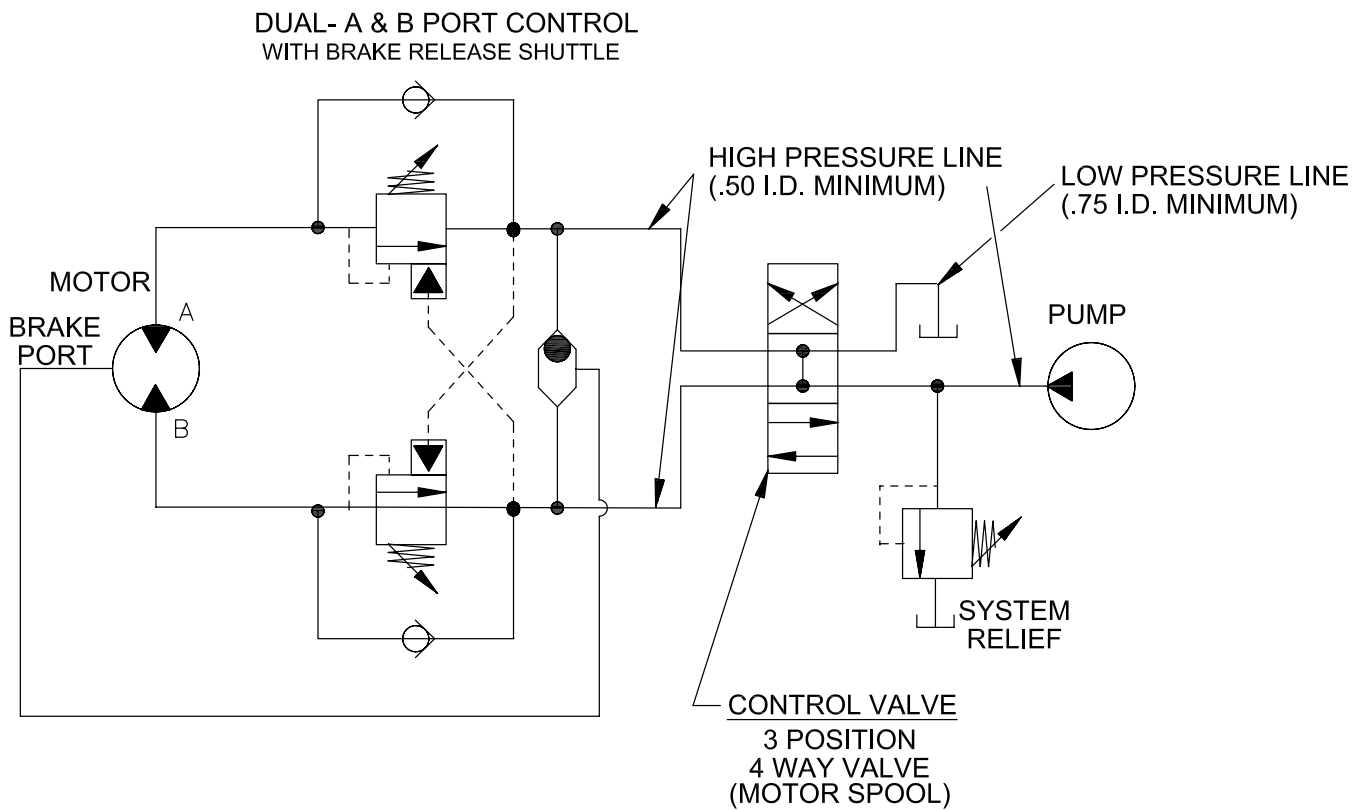 DUAL- A & B PORT CONTROL
WITH BRAKE RELEASE SHUTTLE
HIGH PRESSURE LINE
(.50 I.D. MINIMUM)
LOW PRESSURE LINE
(.75 I.D. MINIMUM)
MOTOR
A
BRAKE
PORT
B
PUMP
SYSTEM
RELIEF
CONTROL VALVE
3 POSITION
4 WAY VALVE
(MOTOR SPOOL)